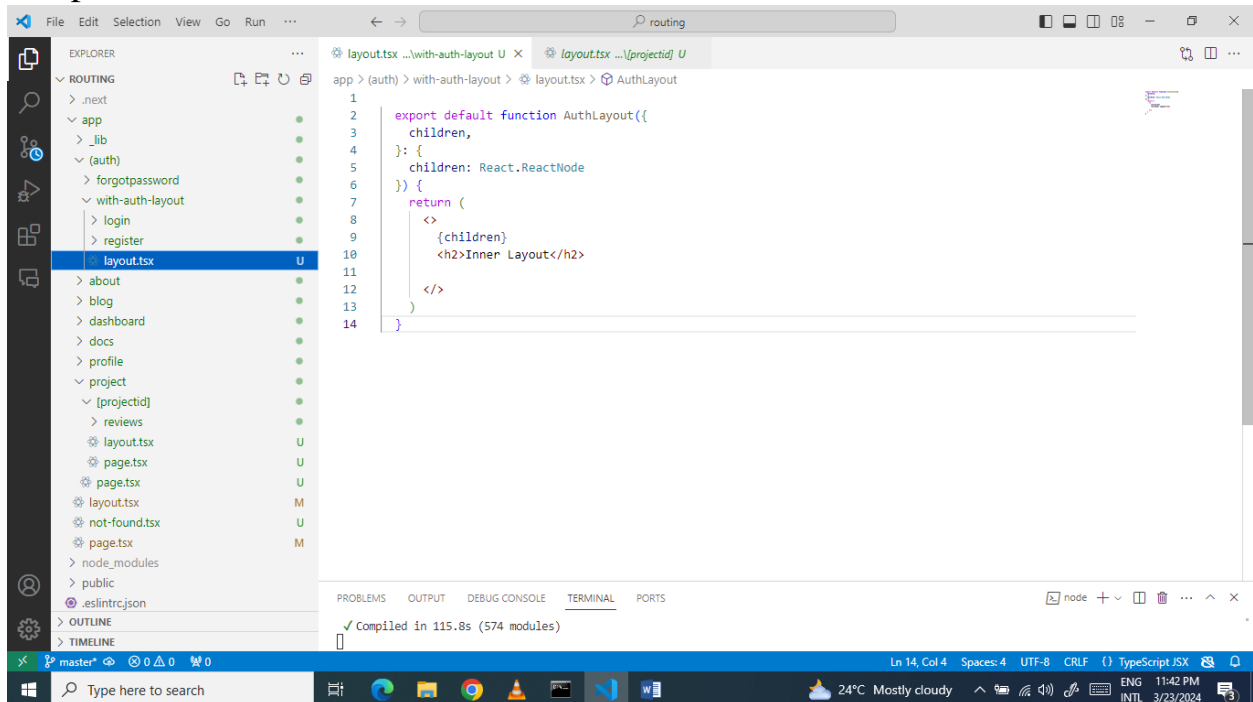 File Edit Selection View Go Run ···
routing
EXPLORER
ROUTING
.next
app
_lib
(auth)
forgotpassword
with-auth-layout
login
register
layout.tsx U
about
blog
dashboard
docs
profile
project
[projectid]
reviews
layout.tsx U
page.tsx U
page.tsx U
layout.tsx M
not-found.tsx U
page.tsx M
node_modules
public
.eslintrc.json
OUTLINE
TIMELINE
layout.tsx ...\with-auth-layout U
layout.tsx ...\[projectid] U
app > (auth) > with-auth-layout > layout.tsx > AuthLayout
1
2 export default function AuthLayout({
3 children,
4 }: {
5 children: React.ReactNode
6 }) {
7 return (
8 <>
9 {children}
10 <h2>Inner Layout</h2>
11
12 </>
13 )
14 }
PROBLEMS OUTPUT DEBUG CONSOLE TERMINAL PORTS
node
✓ Compiled in 115.8s (574 modules)
master* 0 0 0
Ln 14, Col 4 Spaces: 4 UTF-8 CRLF {} TypeScript JSX
Type here to search
24°C Mostly cloudy
ENG 11:42 PM
INTL 3/23/2024
3